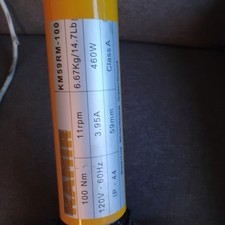 KM59RM-100
6.67Kg/14.7Lb
460W
Class A
11rpm
3.95A
59mm
100 Nm
120V - 60Hz
IP - 44